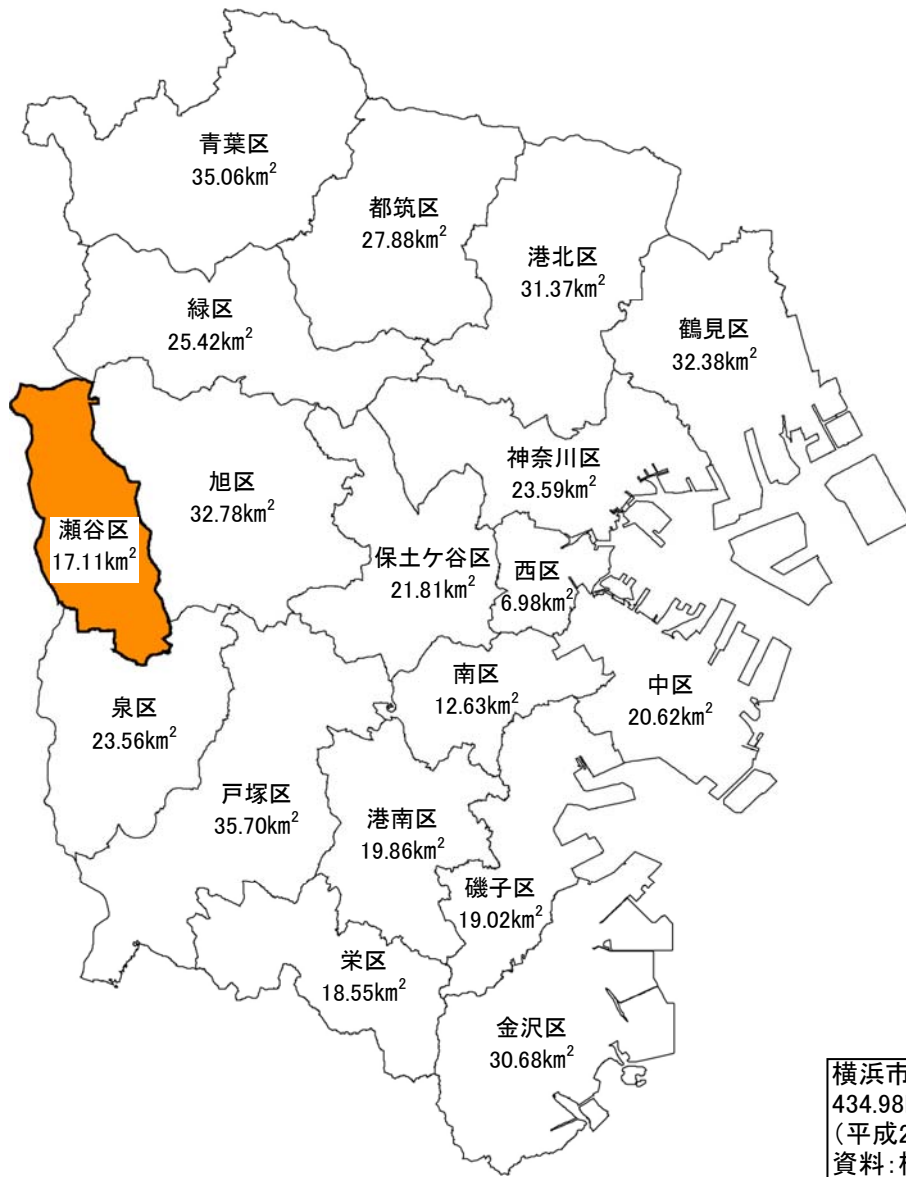 青葉区
35.06km²
都筑区
27.88km²
港北区
31.37km²
緑区
25.42km²
鶴見区
32.38km²
神奈川区
23.59km²
旭区
32.78km²
瀬谷区
17.11km²
保土ケ谷区
21.81km²
西区
6.98km²
南区
12.63km²
中区
20.62km²
泉区
23.56km²
戸塚区
35.70km²
港南区
19.86km²
磯子区
19.02km²
栄区
18.55km²
金沢区
30.68km²
横浜市
434.98
(平成2
資料: